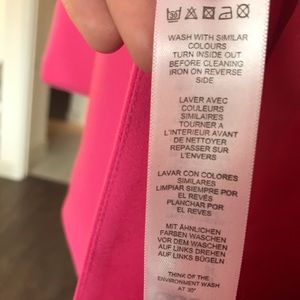 30
WASH WITH SIMILAR
COLOURS
TURN INSIDE OUT
BEFORE CLEANING
IRON ON REVERSE
SIDE
LAVER AVEC
COULEURS
SIMILAIRES
TOURNER A
L'INTERIEUR AVANT
DE NETTOYER
REPASSER SUR
L'ENVERS
LAVAR CON COLORES
SIMILARES
LIMPIAR SIEMPRE POR
EL REVÉS
PLANCHAR POR
EL REVES
MIT ÄHNLICHEN
FARBEN WASCHEN
VOR DEM WASCHEN
AUF LINKS DREHEN
AUF LINKS BÜGELN
THINK OF THE
ENVIRONMENT WASH
AT 30°